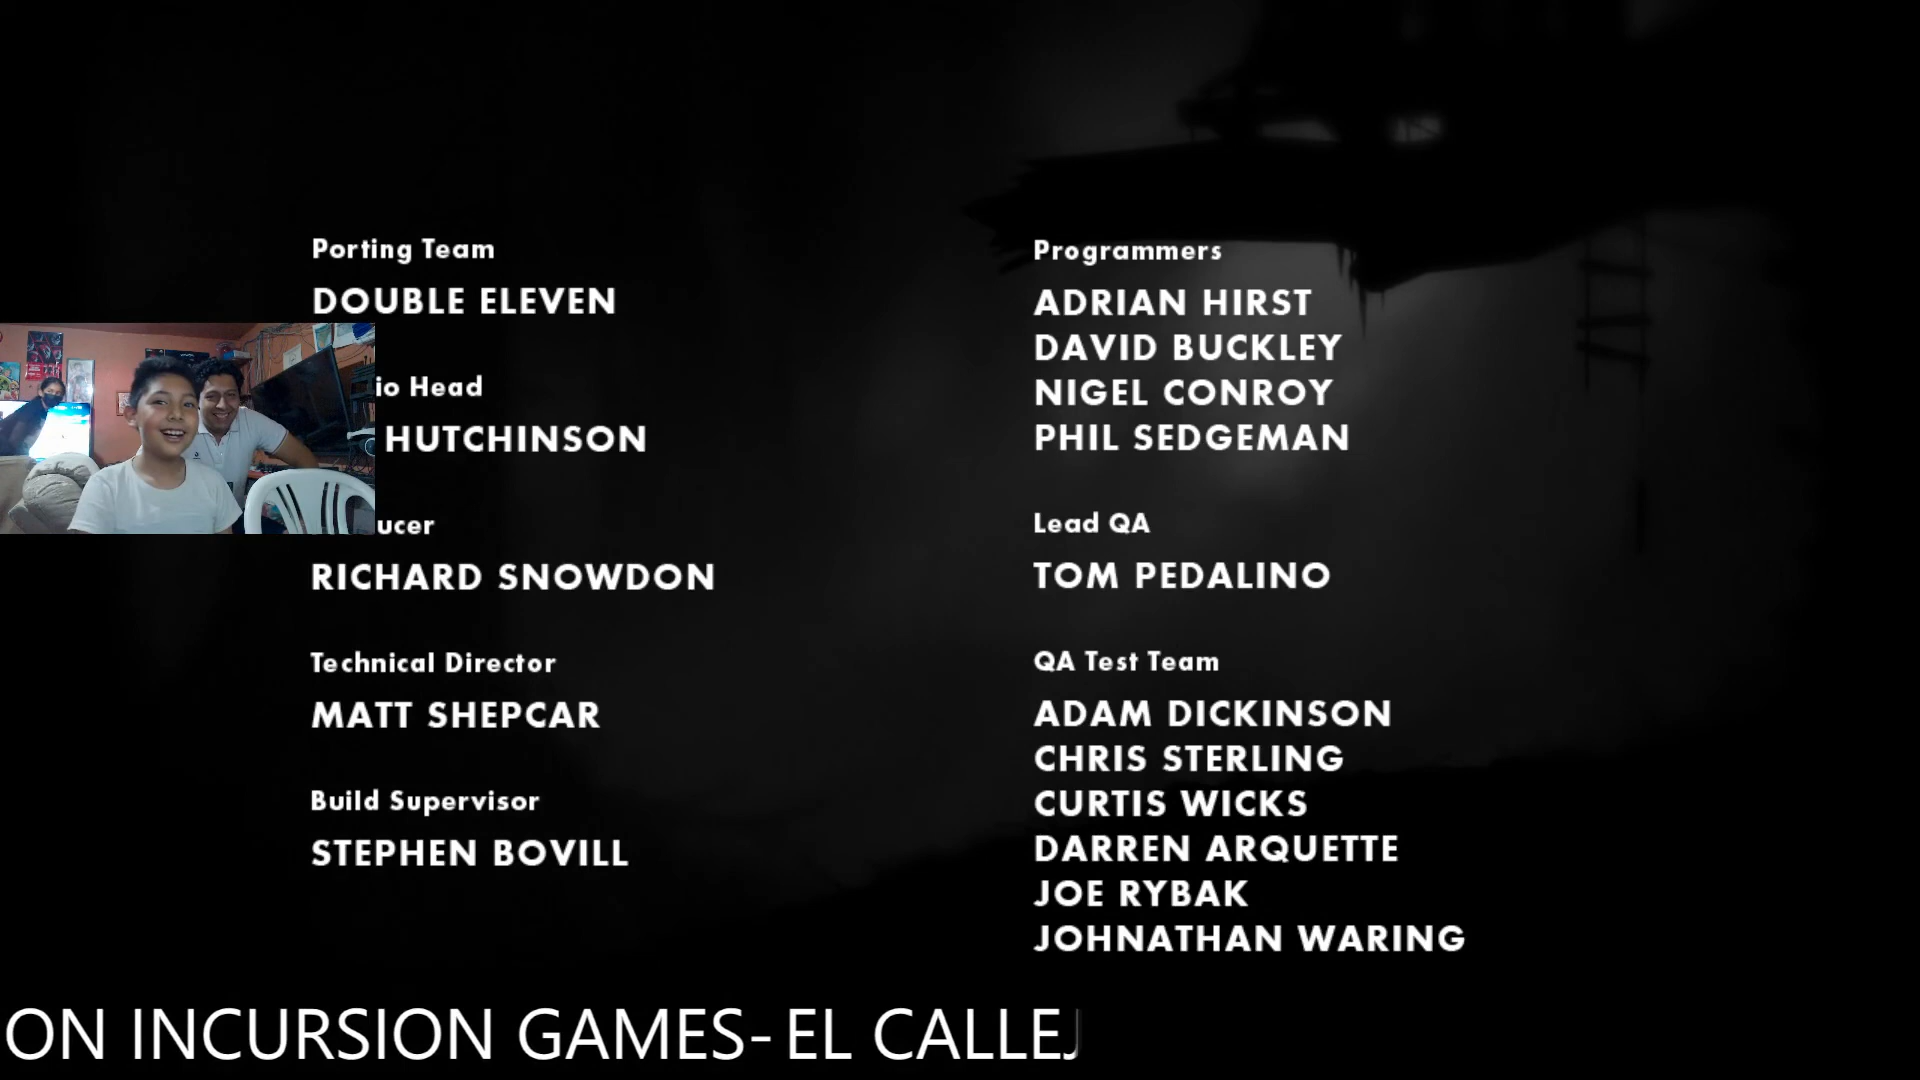 Porting Team
DOUBLE ELEVEN
io Head
HUTCHINSON
ucer
RICHARD SNOWDON
Technical Director
MATT SHEPCAR
Build Supervisor
STEPHEN BOVILL
Programmers
ADRIAN HIRST
DAVID BUCKLEY
NIGEL CONROY
PHIL SEDGEMAN
Lead QA
TOM PEDALINO
QA Test Team
ADAM DICKINSON
CHRIS STERLING
CURTIS WICKS
DARREN ARQUETTE
JOE RYBAK
JOHNATHAN WARING
ON INCURSION GAMES-EL CALLEJ